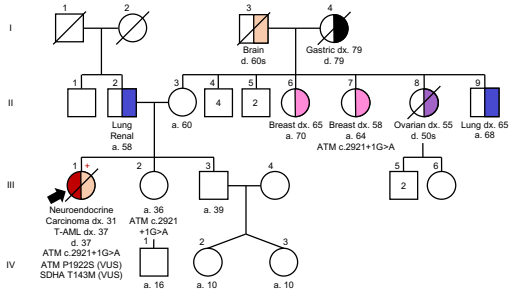 1
2
3
4
I
Brain
d. 60s
Gastric dx. 79
d. 79
1
2
3
4
5
6
7
8
9
II
4
2
Lung
Renal
a. 58
a. 60
Breast dx. 65
a. 70
Breast dx. 58
a. 64
ATM c.2921+1G>A
Ovarian dx. 55
d. 50s
Lung dx. 65
a. 68
1
+
2
3
4
5
6
III
2
Neuroendocrine
Carcinoma dx. 31
T-AML dx. 37
d. 37
ATM c.2921+1G>A
ATM P1922S (VUS)
SDHA T143M (VUS)
a. 36
ATM c.2921
+1G>A
a. 39
1
2
3
IV
a. 16
a. 10
a. 10